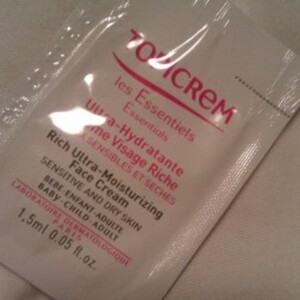 TOPICREM
les Essentiels
Essentials
Ultra-Hydratante
Crème Visage Riche
SENSIBLES ET SÈCHES
Rich Ultra-Moisturizing
Face Cream
SENSITIVE AND DRY SKIN
BÉBÉ·ENFANT·ADULTE
BABY·CHILD·ADULT
LABORATOIRE DERMATOLOGIQUE
PARIS
1,5ml 0.05 fl.oz.